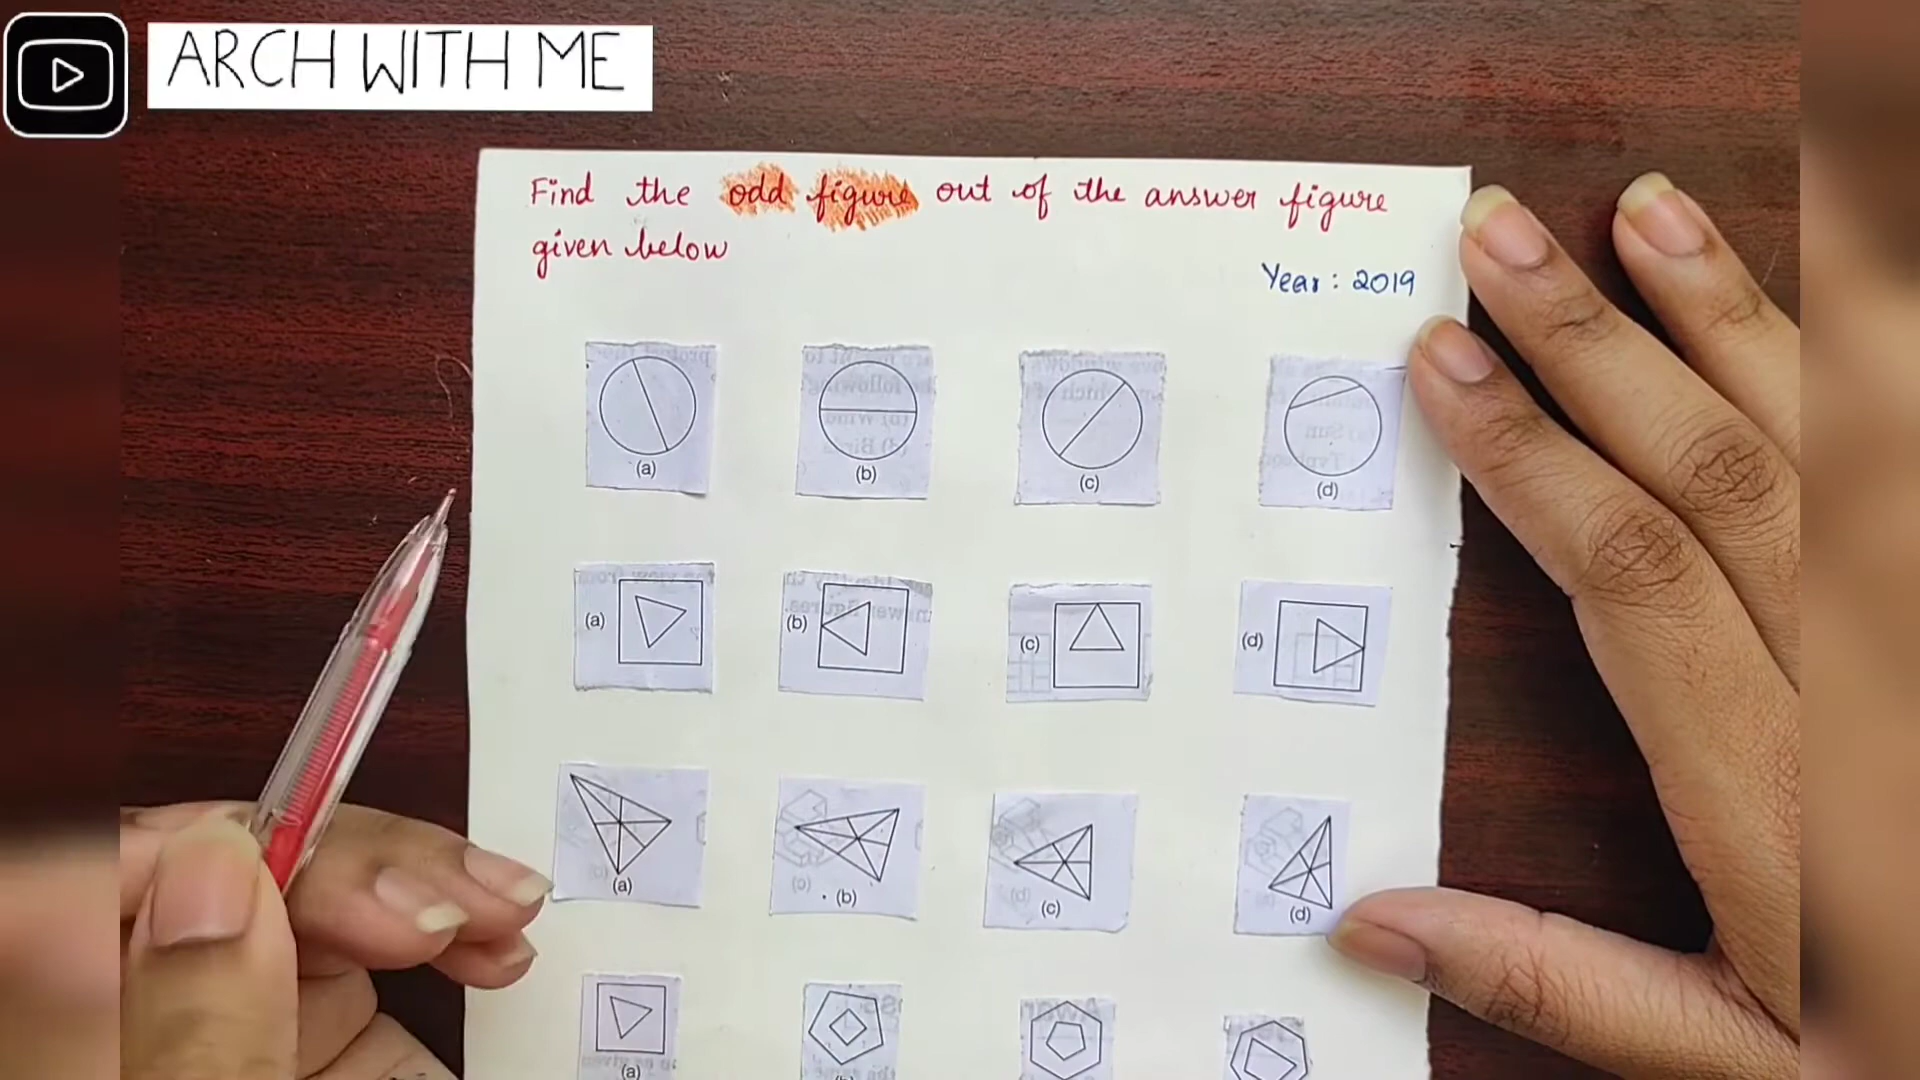 ARCH WITH ME
Find the odd figure out of the answer figure
given below
Year : 2019
(a)
(b)
(c)
(d)
(a)
(b)
(c)
(d)
(a)
(b)
(c)
(d)
(a)